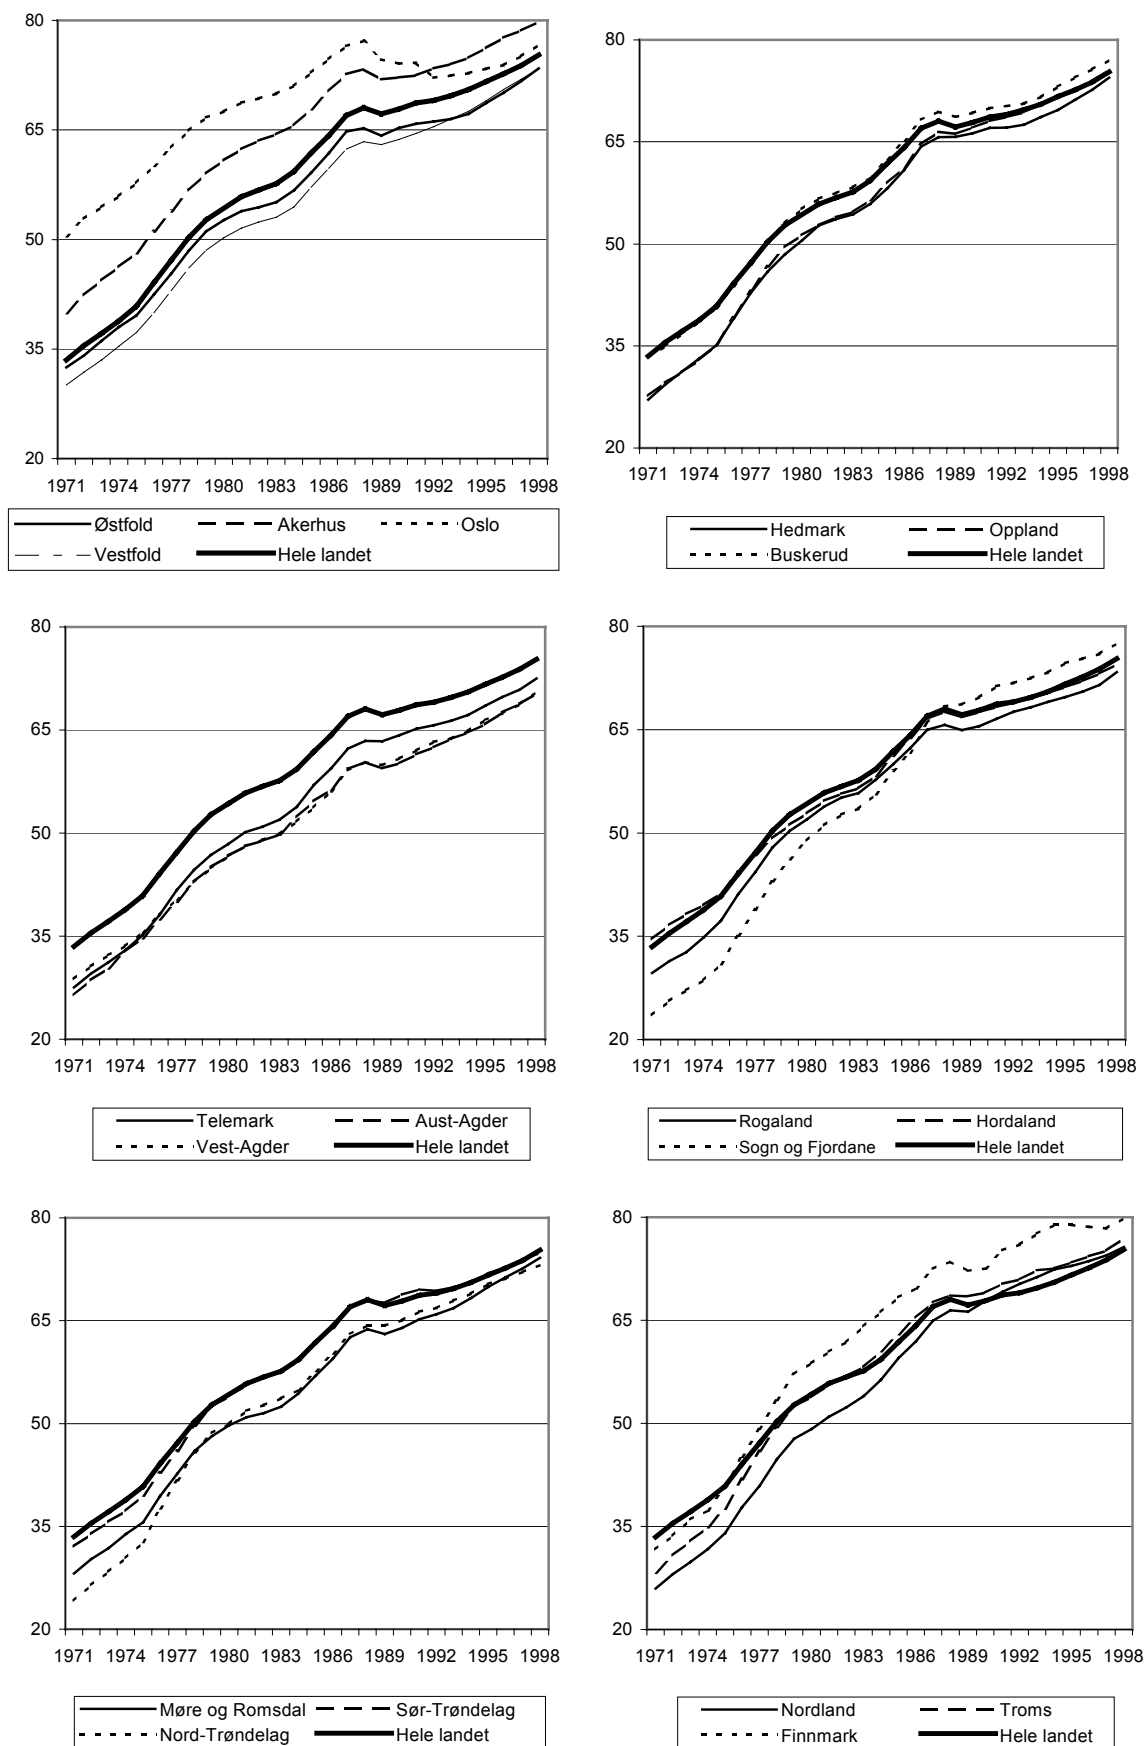 80
65
50
35
20
1971 1974 1977 1980 1983 1986 1989 1992 1995 1998
Østfold Akerhus Oslo
Vestfold Hele landet
80
65
50
35
20
1971 1974 1977 1980 1983 1986 1989 1992 1995 1998
Hedmark Oppland
Buskerud Hele landet
80
65
50
35
20
1971 1974 1977 1980 1983 1986 1989 1992 1995 1998
Telemark Aust-Agder
Vest-Agder Hele landet
80
65
50
35
20
1971 1974 1977 1980 1983 1986 1989 1992 1995 1998
Rogaland Hordaland
Sogn og Fjordane Hele landet
80
65
50
35
20
1971 1974 1977 1980 1983 1986 1989 1992 1995 1998
Møre og Romsdal Sør-Trøndelag
Nord-Trøndelag Hele landet
80
65
50
35
20
1971 1974 1977 1980 1983 1986 1989 1992 1995 1998
Nordland Troms
Finnmark Hele landet